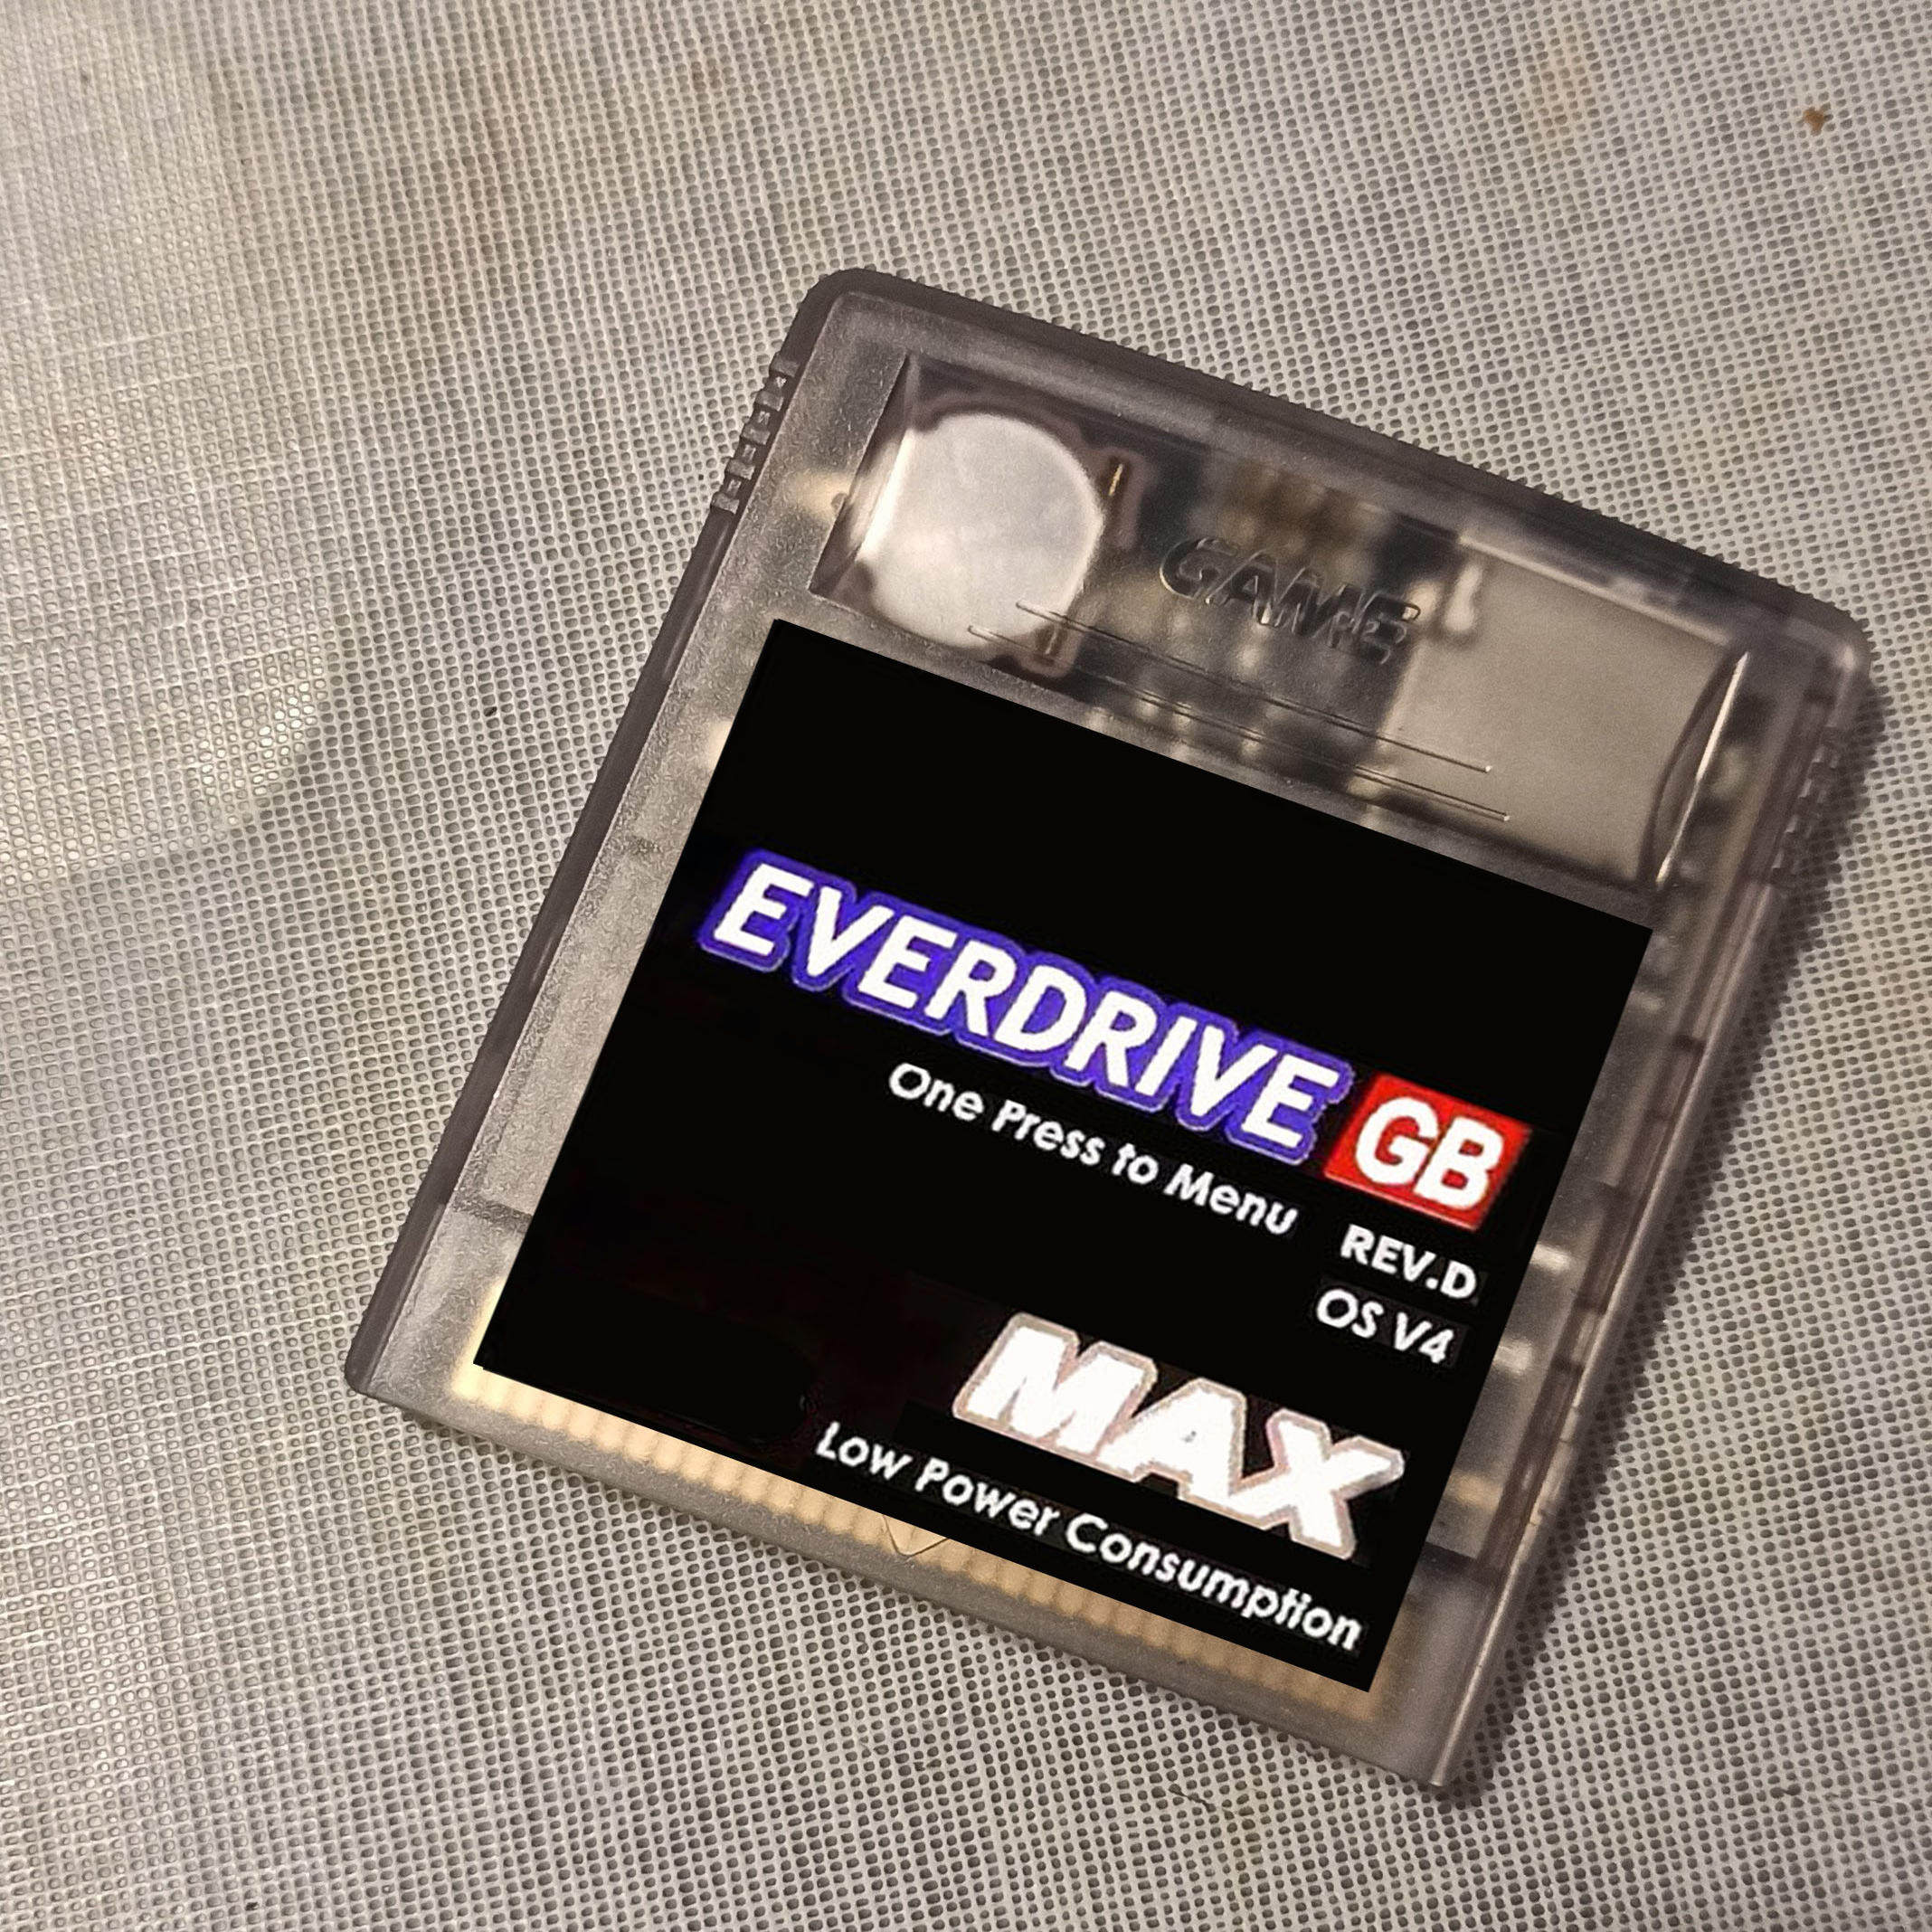 GAME
EVERDRIVE GB
One Press to Menu
REV.D
OS V4
MAX
Low Power Consumption